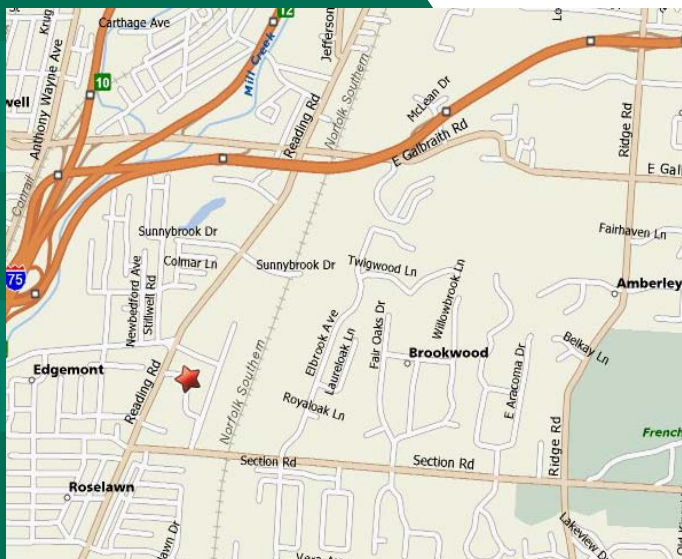 Carthage Ave
12
Jefferson
Mill Creek
10
Anthony Wayne Ave
Reading Rd
Norfolk Southern
McLean Dr
E Galbraith Rd
Ridge Rd
E Gal
Conrail
Sunnybrook Dr
Fairhaven Ln
Colmar Ln
Sunnybrook Dr
Twigwood Ln
75
Newbedford Ave
Stillwell Rd
Willowbrook Ln
Amberley
Elbrook Ave
Laureloak Ln
Fair Oaks Dr
Brookwood
Belkay Ln
E Aracoma Dr
Edgemont
Reading Rd
Norfolk Southern
Royaloak Ln
Ridge Rd
French
Section Rd
Section Rd
Roselawn
Lakeview Dr